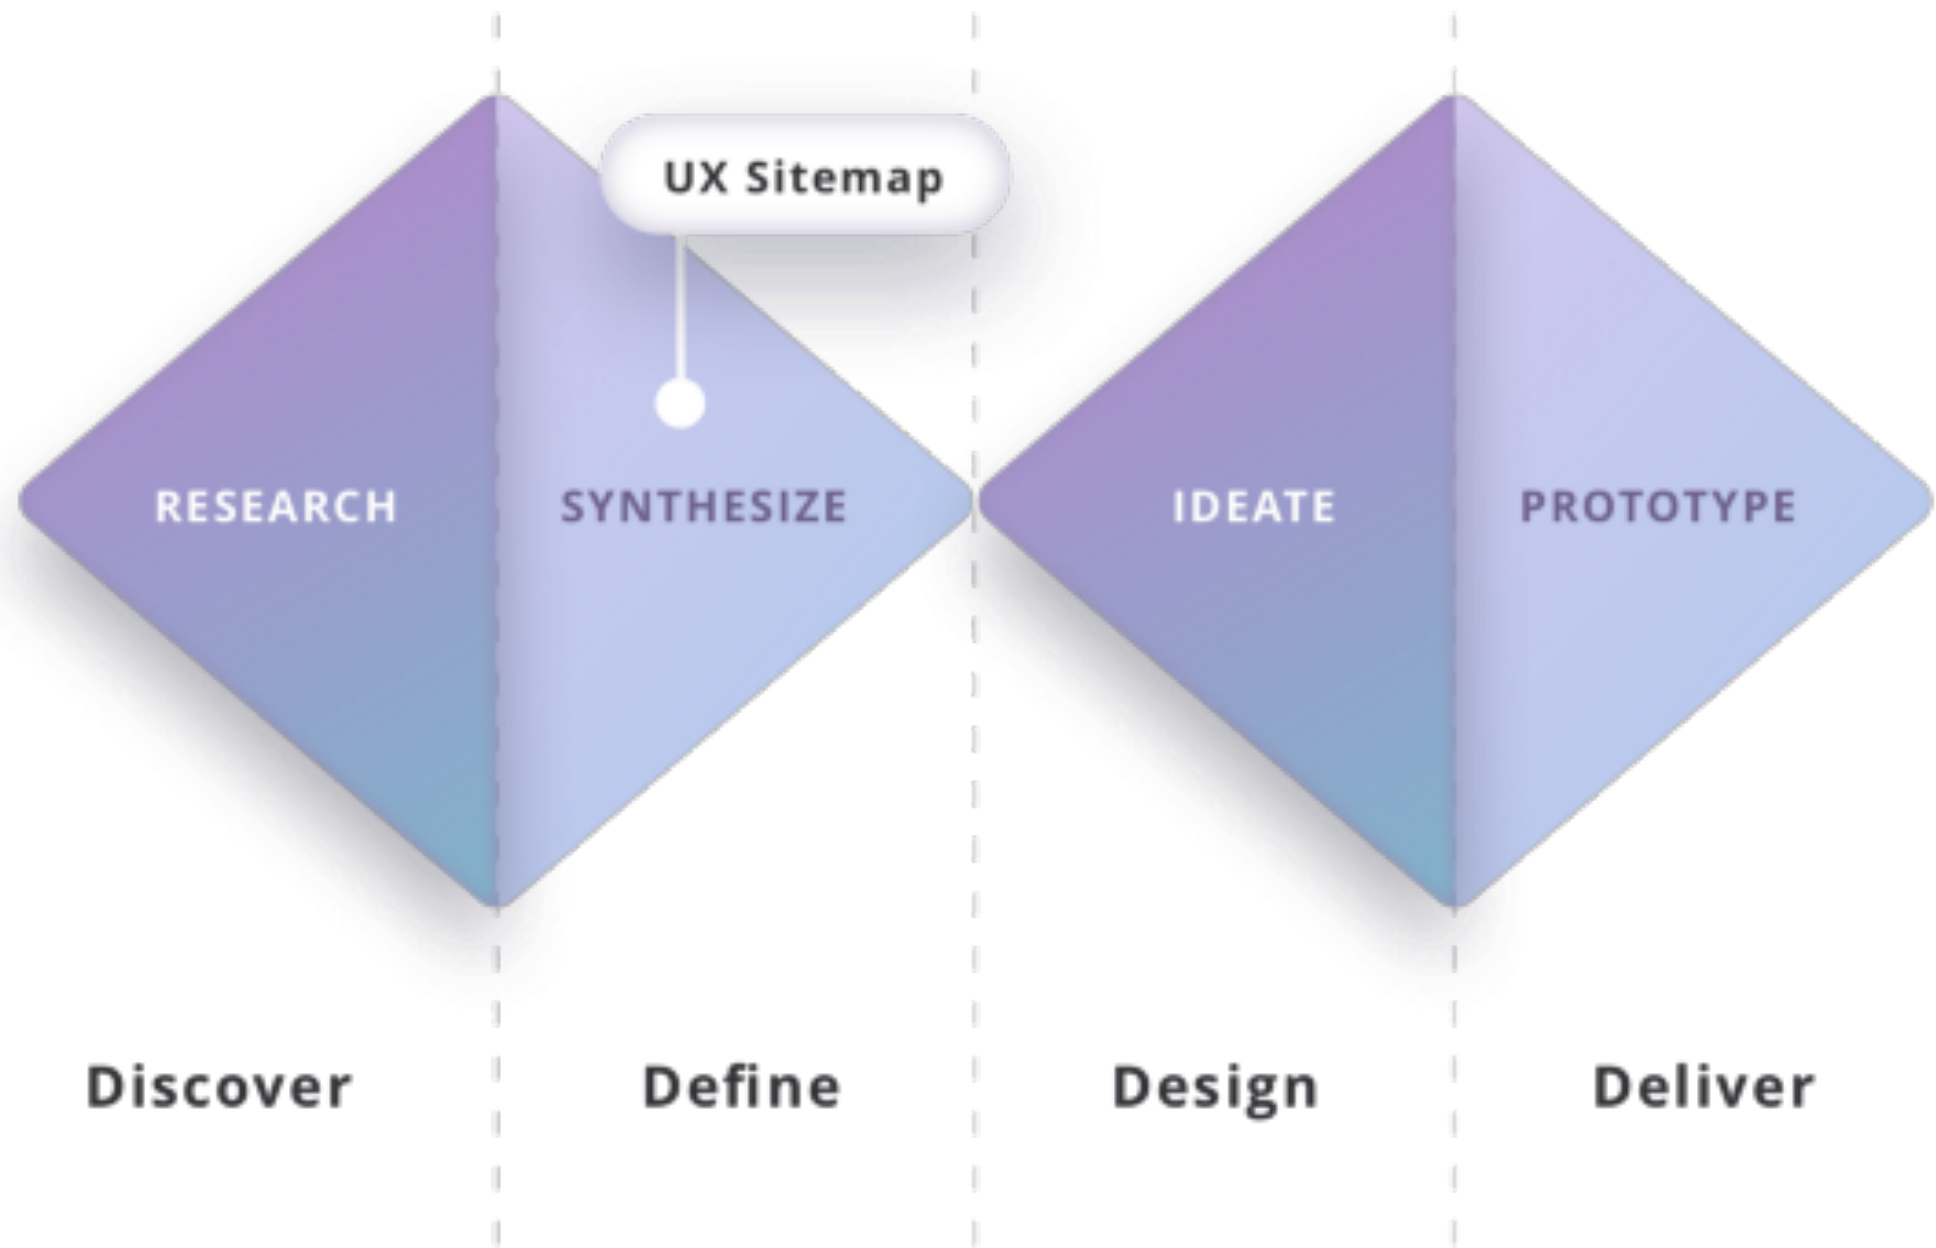 UX Sitemap
RESEARCH
SYNTHESIZE
IDEATE
PROTOTYPE
Discover
Define
Design
Deliver